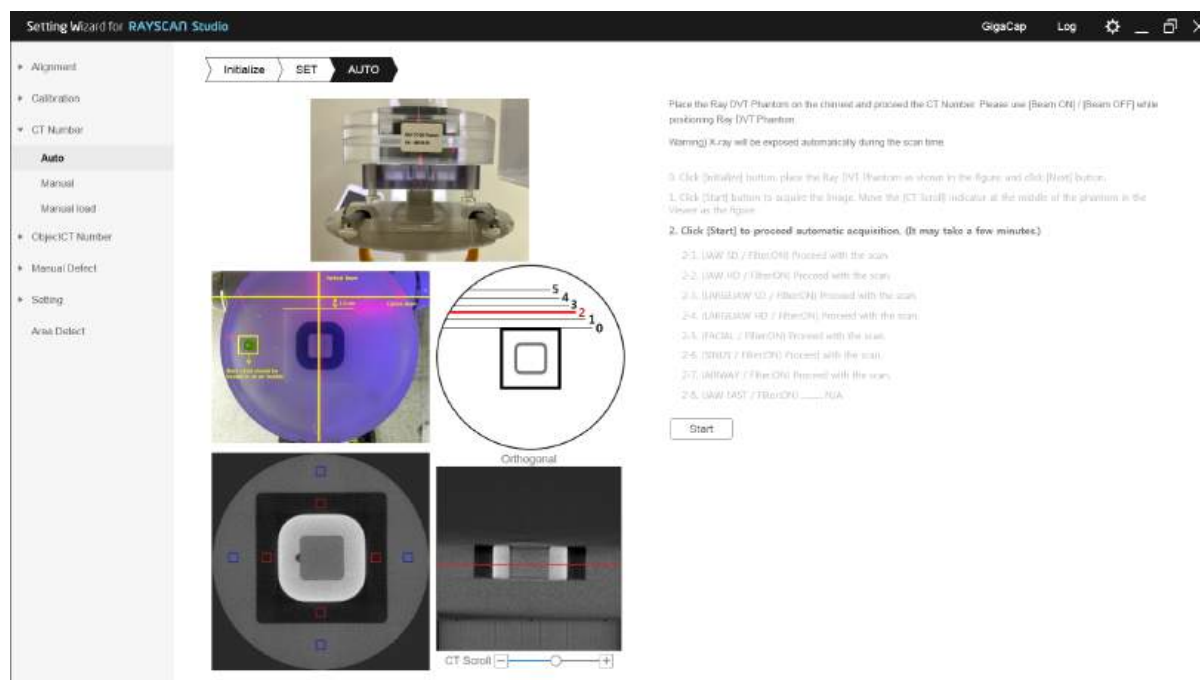 Setting Wizard for RAYSCAN Studio
GigaCap
Log
Alignment
Calibration
CT Number
Auto
Manual
Manual load
ObjectCT Number
Manual Defect
Setting
Area Defect
Initialize
SET
AUTO
Place the Ray DVT Phantom on the chinrest and proceed the CT Number. Please use [Beam ON] / [Beam OFF] while
positioning Ray DVT Phantom.
Warning) X-ray will be exposed automatically during the scan time.
0. Click [Initialize] button, place the Ray DVT Phantom as shown in the figure, and click [Next] button.
1. Click [Start] button to acquire the image. Move the [CT Scroll] indicator at the middle of the phantom in the
Viewer as the figure.
2. Click [Start] to proceed automatic acquisition. (It may take a few minutes.)
2-1. (JAW SD / Filter:ON) Proceed with the scan.
2-2. (JAW HD / Filter:ON) Proceed with the scan.
2-3. (LARGEJAW SD / Filter:ON) Proceed with the scan.
2-4. (LARGEJAW HD / Filter:ON) Proceed with the scan.
2-5. (FACIAL / Filter:ON) Proceed with the scan.
2-6. (SINUS / Filter:ON) Proceed with the scan.
2-7. (AIRWAY / Filter:ON) Proceed with the scan.
2-8. (JAW FAST / Filter:ON) ........ N/A
Start
5
4
3
2
1
0
Orthogonal
CT Scroll